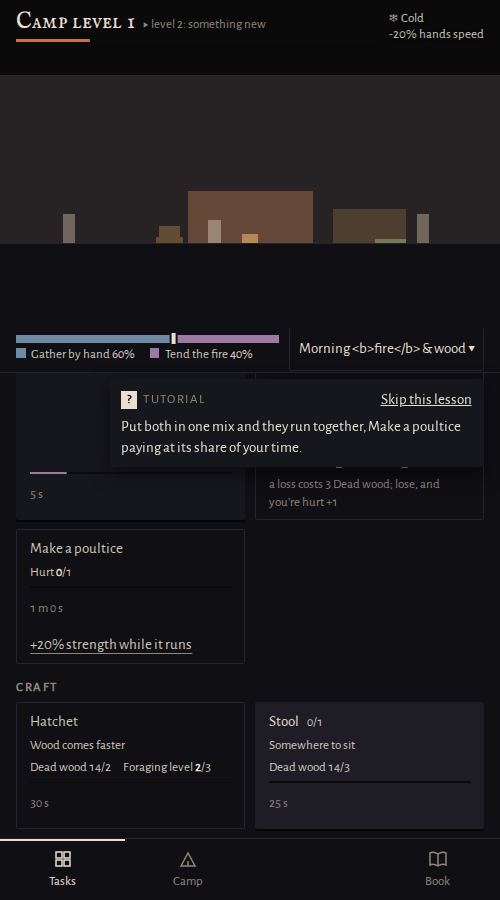 Camp level 1 ▸ level 2: something new
❄ Cold
-20% hands speed
Gather by hand 60% Tend the fire 40%
Morning <b>fire</b> & wood ▾
? TUTORIAL Skip this lesson
Put both in one mix and they run together, Make a poultice
paying at its share of your time.
5 s
a loss costs 3 Dead wood; lose, and
you're hurt +1
Make a poultice
Hurt 0/1
1 m 0 s
+20% strength while it runs
CRAFT
Hatchet
Wood comes faster
Dead wood 14/2 Foraging level 2/3
30 s
Stool 0/1
Somewhere to sit
Dead wood 14/3
25 s
Tasks
Camp
Book